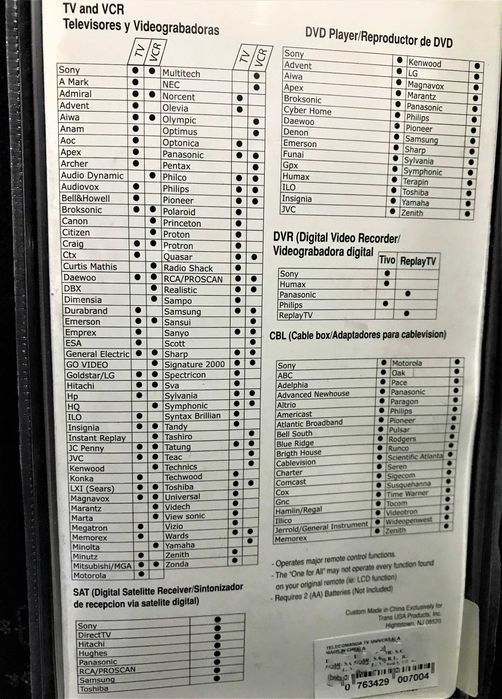 TV and VCR
Televisores y Videograbadoras
TV VCR
Sony
A Mark
Admiral
Advent
Aiwa
Anam
Aoc
Apex
Archer
Audio Dynamic
Audiovox
Bell&Howell
Broksonic
Canon
Citizen
Craig
Ctx
Curtis Mathis
Daewoo
DBX
Dimensia
Durabrand
Emerson
Emprex
ESA
General Electric
GO VIDEO
Goldstar/LG
Hitachi
Hp
HQ
ILO
Insignia
Instant Replay
JC Penny
JVC
Kenwood
Konka
LXI (Sears)
Magnavox
Marantz
Marta
Megatron
Memorex
Minolta
Minutz
Mitsubishi/MGA
Motorola
TV VCR
Multitech
NEC
Norcent
Olevia
Olympic
Optimus
Optonica
Panasonic
Pentax
Philco
Philips
Pioneer
Polaroid
Princeton
Proton
Protron
Quasar
Radio Shack
RCA/PROSCAN
Realistic
Sampo
Samsung
Sansui
Sanyo
Scott
Sharp
Signature 2000
Spectricon
Sva
Sylvania
Symphonic
Syntax Brillian
Tandy
Tashiro
Tatung
Teac
Technics
Techwood
Toshiba
Universal
Videch
View sonic
Vizio
Wards
Yamaha
Zenith
Zonda
SAT (Digital Satelitte Receiver/Sintonizador
de recepcion via satelite digital)
Sony
DirectTV
Hitachi
Hughes
Panasonic
RCA/PROSCAN
Samsung
Toshiba
DVD Player/Reproductor de DVD
Sony
Advent
Aiwa
Apex
Broksonic
Cyber Home
Daewoo
Denon
Emerson
Funai
Gpx
Humax
ILO
Insignia
JVC
Kenwood
LG
Magnavox
Marantz
Panasonic
Philips
Pioneer
Samsung
Sharp
Sylvania
Symphonic
Terapin
Toshiba
Yamaha
Zenith
DVR (Digital Video Recorder/
Videograbadora digital
Tivo ReplayTV
Sony
Humax
Panasonic
Philips
ReplayTV
CBL (Cable box/Adaptadores para cablevision)
Sony
ABC
Adelphia
Advanced Newhouse
Altrio
Americast
Atlantic Broadband
Bell South
Blue Ridge
Brigth House
Cablevision
Charter
Comcast
Cox
Gnc
Hamlin/Regal
Illico
Jerrold/General Instrument
Memorex
Motorola
Oak
Pace
Panasonic
Paragon
Philips
Pioneer
Pulsar
Rodgers
Runco
Scientific Atlanta
Seren
Sigecom
Susquehanna
Time Warner
Tocom
Videotron
Wideopenwest
Zenith
- Operates major remote control functions.
- The "One for All" may not operate every function found
on your original remote (ie: LCD function)
- Requires 2 (AA) Batteries (Not Included)
Custom Made in China Exclusively for
Trans USA Products, Inc.
Hightstown, NJ 08520
TELECOMANDA TV UNIVERSALA
0 763429 007004